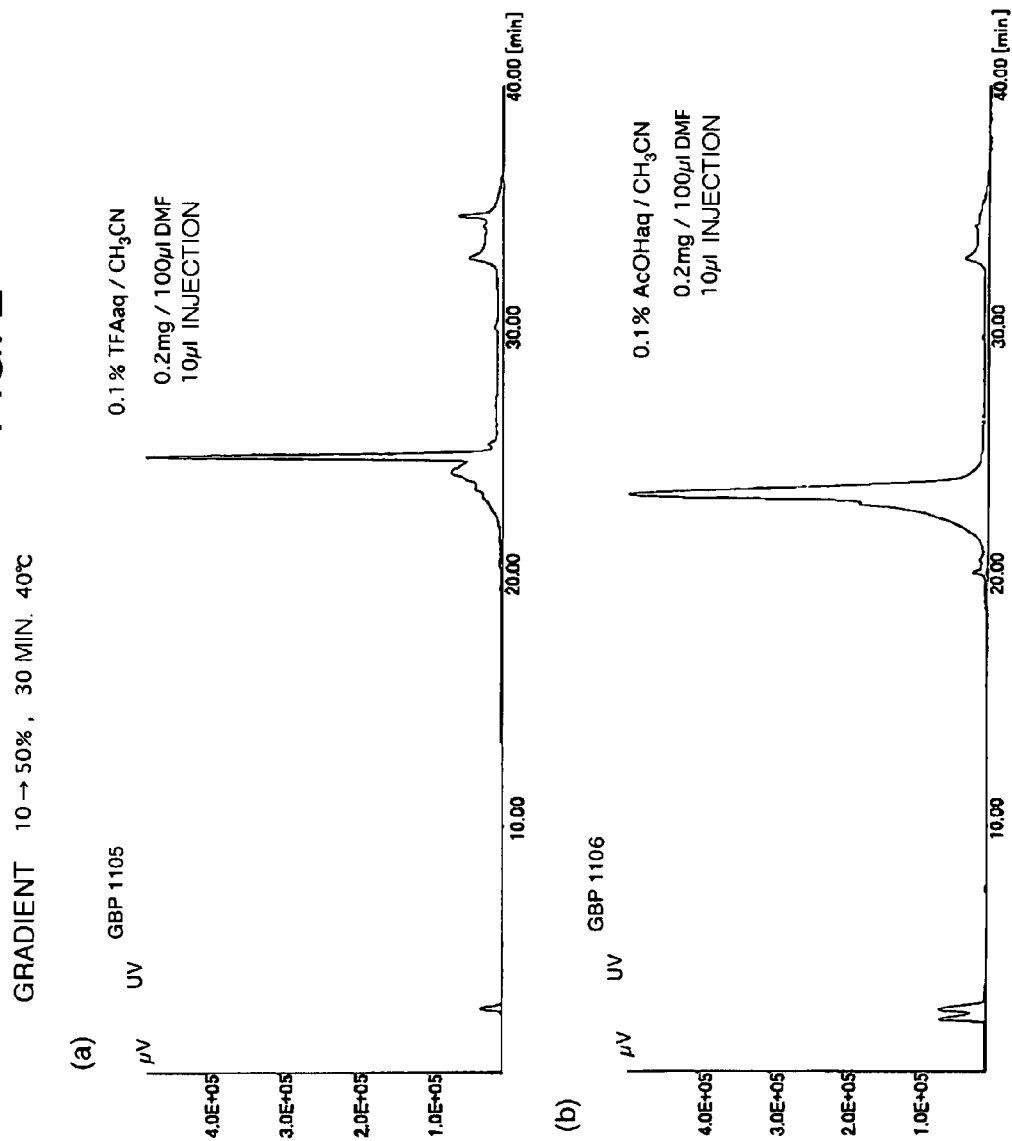 GRADIENT 10→50%, 30 MIN. 40℃
(a)
GBP 1105
UV
0.1% TFAaq / CH₃CN
0.2mg / 100µl DMF
10µl INJECTION
µV
4.0E+05
3.0E+05
2.0E+05
1.0E+05
10.00
20.00
30.00
40.00 [min]
(b)
GBP 1106
UV
0.1% AcOHaq / CH₃CN
0.2mg / 100µl DMF
10µl INJECTION
µV
4.0E+05
3.0E+05
2.0E+05
1.0E+05
10.00
20.00
30.00
40.00 [min]